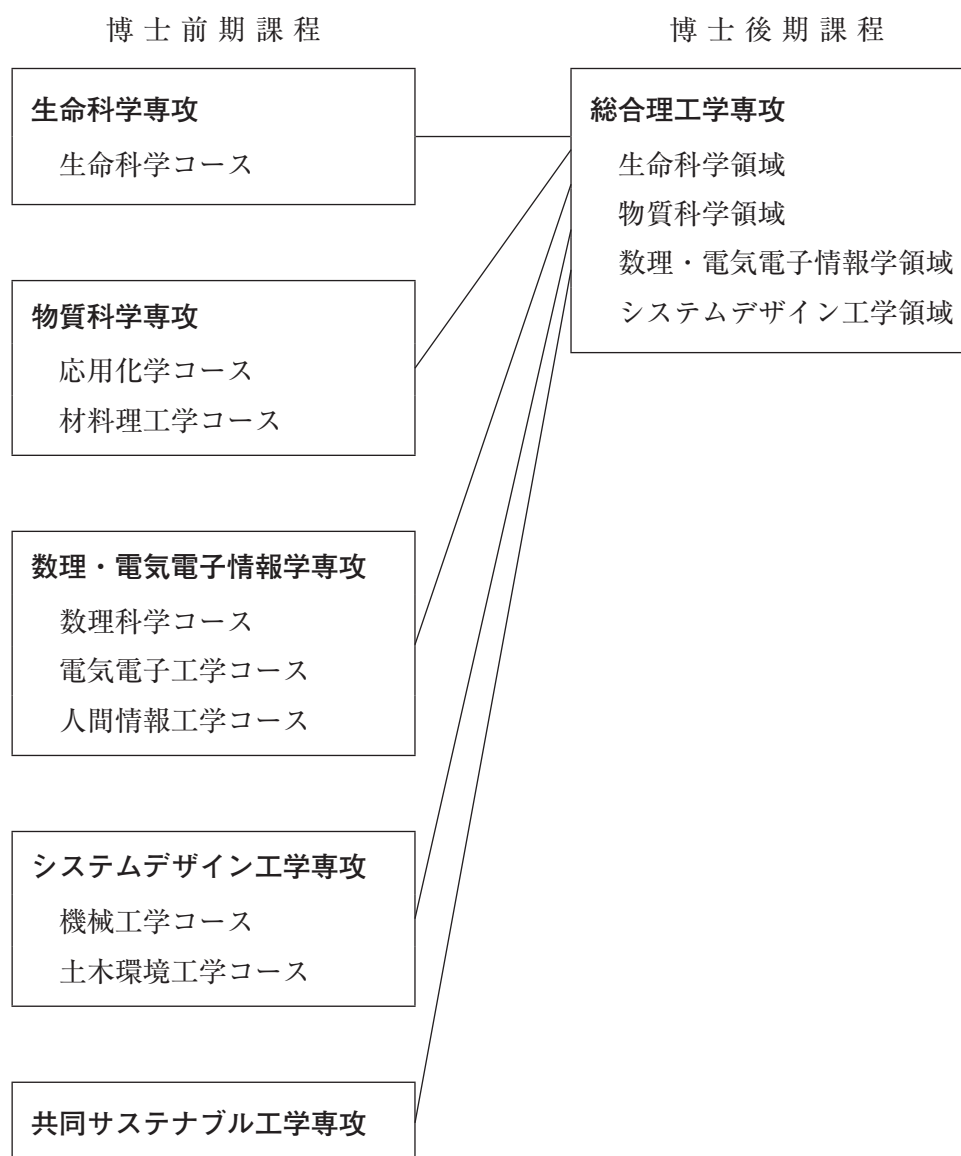 博士前期課程
生命科学専攻
生命科学コース
物質科学専攻
応用化学コース
材料理工学コース
数理・電気電子情報学専攻
数理科学コース
電気電子工学コース
人間情報工学コース
システムデザイン工学専攻
機械工学コース
土木環境工学コース
共同サステナブル工学専攻
博士後期課程
総合理工学専攻
生命科学領域
物質科学領域
数理・電気電子情報学領域
システムデザイン工学領域